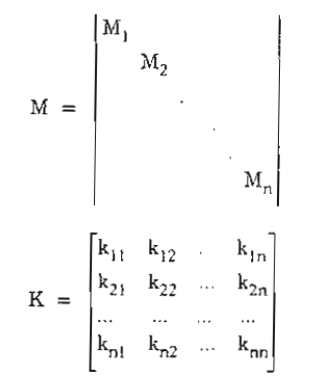 M₁
M₂
.
M =
.
.
Mₙ
k₁₁ k₁₂ . k₁ₙ
K = k₂₁ k₂₂ ... k₂ₙ
... ... ... ...
kₙ₁ kₙ₂ ... kₙₙ